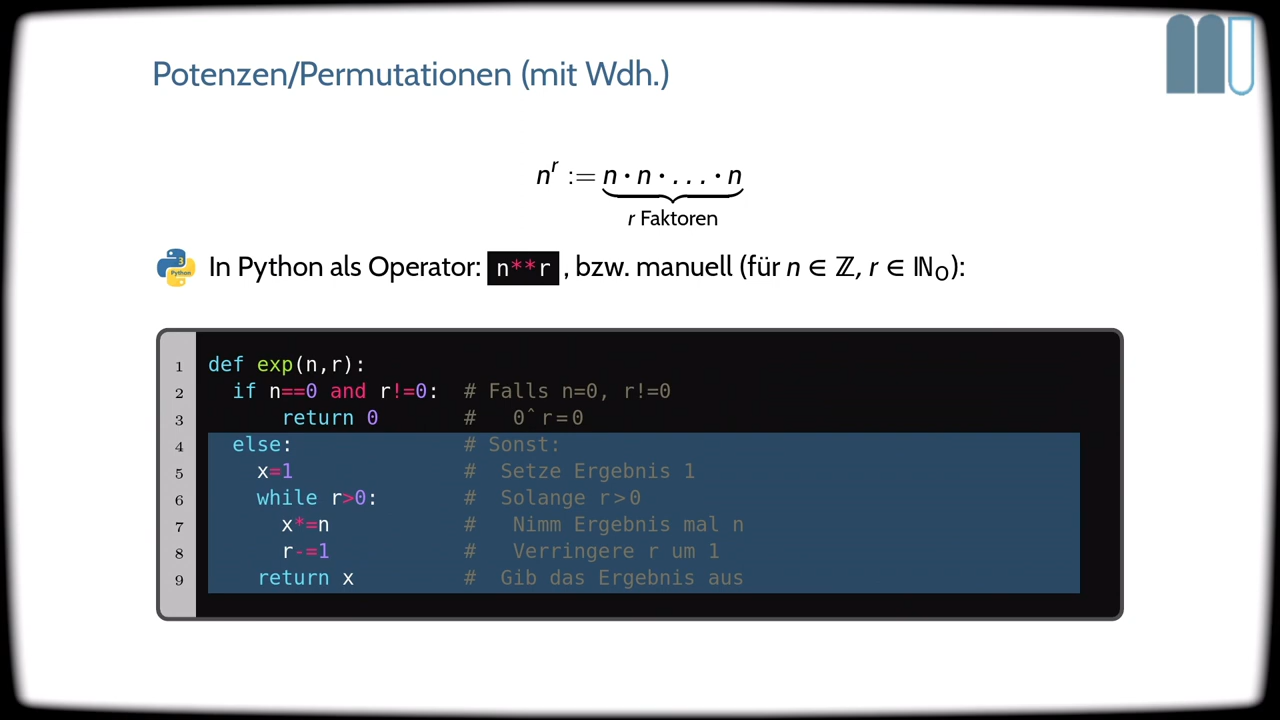 Potenzen/Permutationen (mit Wdh.)
nʳ := n · n · . . . · n
r Faktoren
In Python als Operator: n**r , bzw. manuell (für n ∈ ℤ, r ∈ ℕ₀):
1 def exp(n,r):
2   if n==0 and r!=0:  # Falls n=0, r!=0
3       return 0       #   0^r=0
4   else:              # Sonst:
5     x=1              #  Setze Ergebnis 1
6     while r>0:       #  Solange r>0
7       x*=n           #   Nimm Ergebnis mal n
8       r-=1           #   Verringere r um 1
9     return x         #  Gib das Ergebnis aus
3
Python